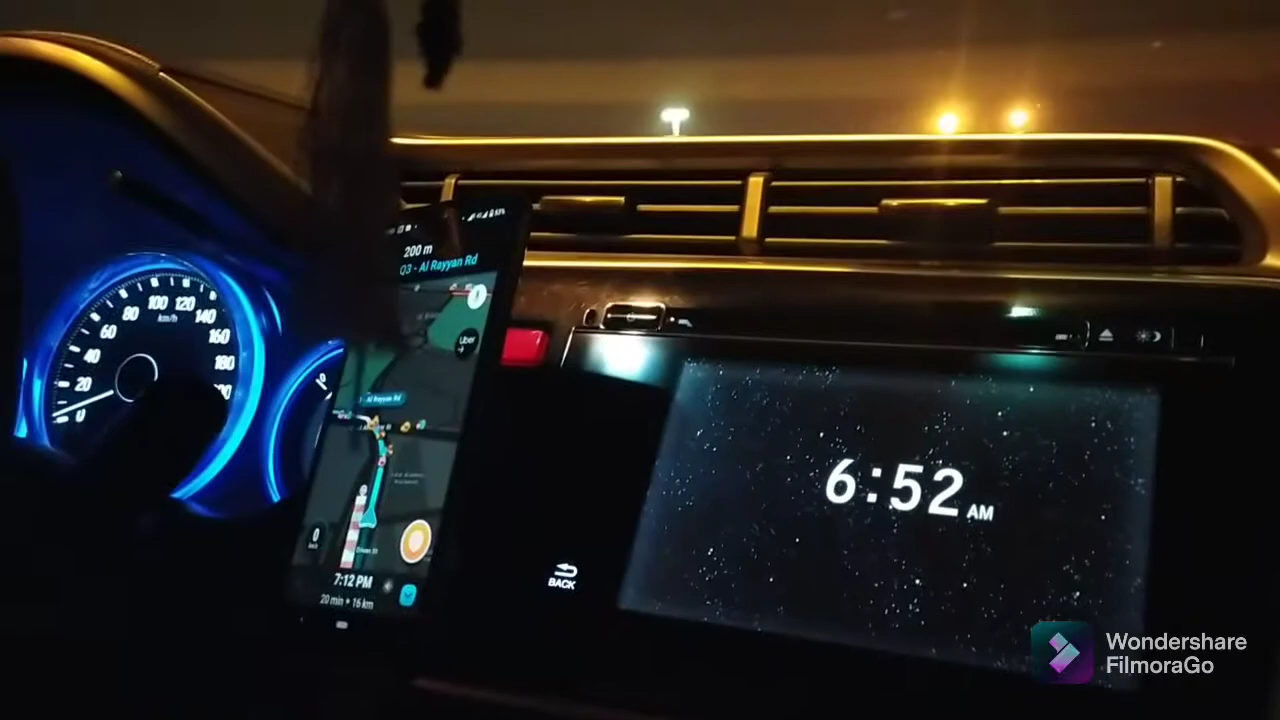 200 m
Q3 - Al Rayyan Rd
Uber
Al Rayyan Rd
0
7:12 PM
20 min • 16 km
0
20
40
60
80
100
120
140
160
180
km/h
BACK
6:52 AM
Wondershare
FilmoraGo